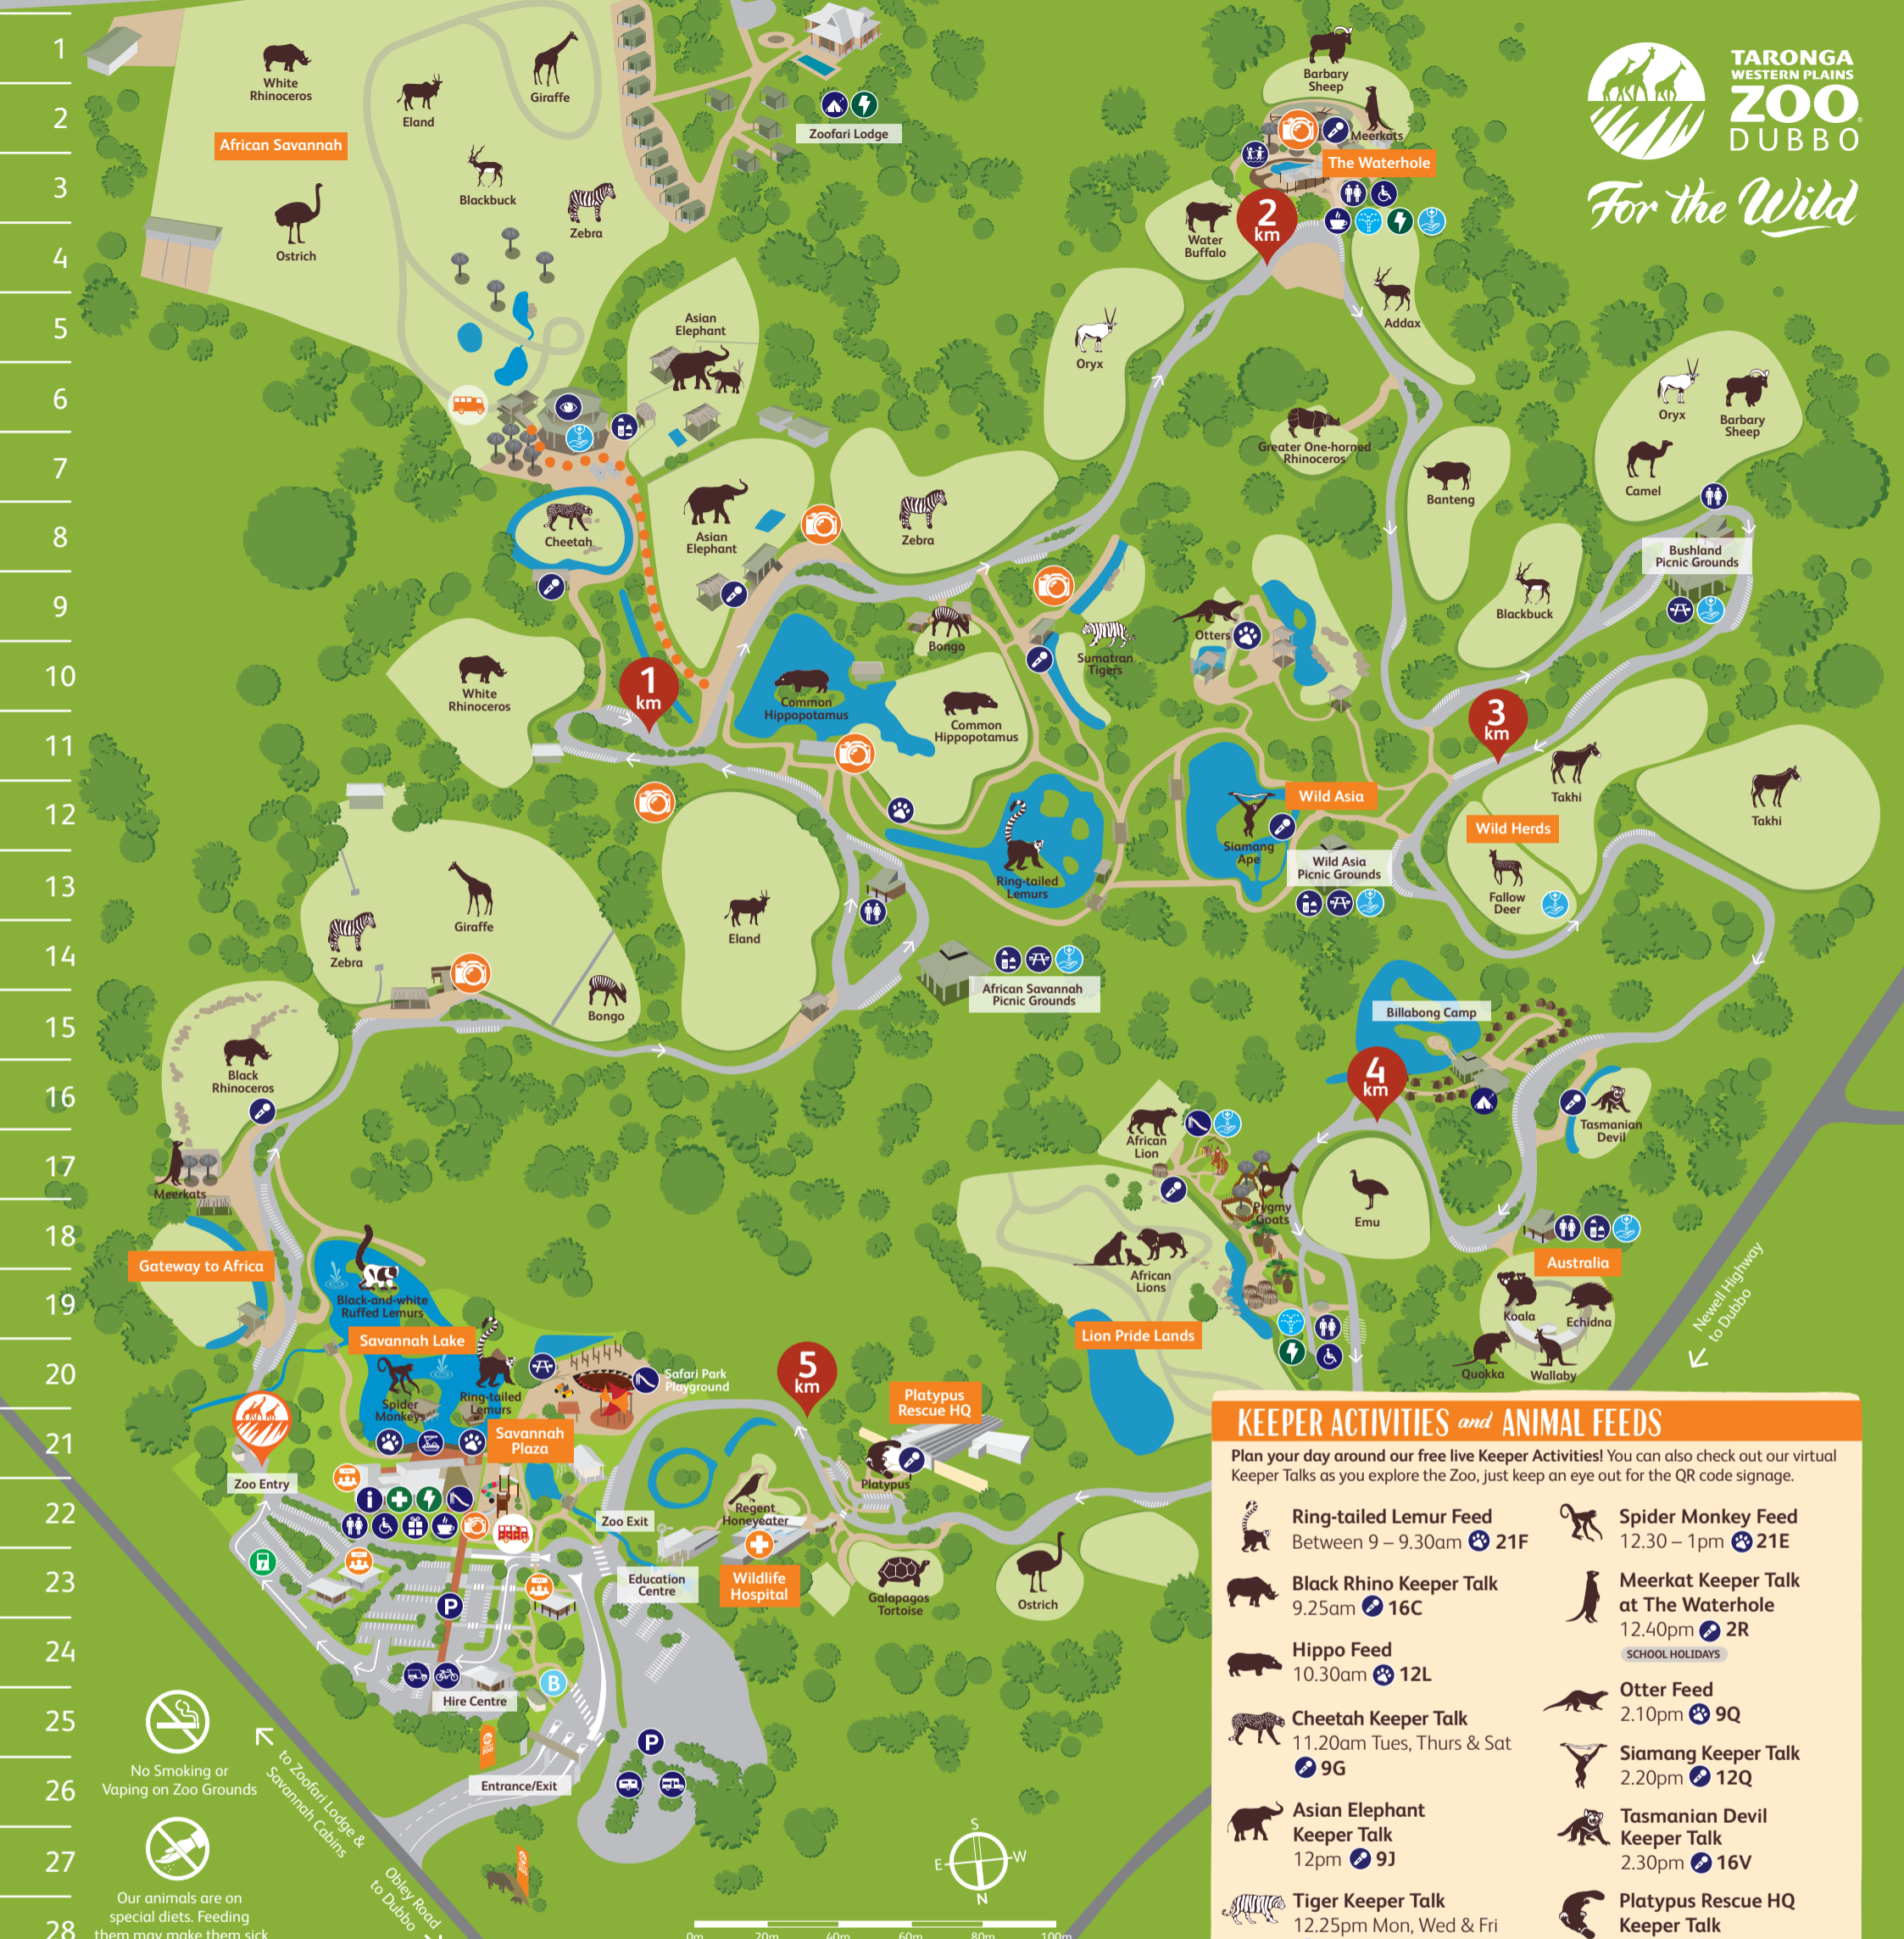 1
2
3
4
5
6
7
8
9
10
11
12
13
14
15
16
17
18
19
20
21
22
23
24
25
26
27
28
TARONGA
WESTERN PLAINS
ZOO
DUBBO
For the Wild
White
Rhinoceros
Eland
Giraffe
African Savannah
Blackbuck
Zebra
Ostrich
Zoofari Lodge
Barbary
Sheep
Meerkats
The Waterhole
Water
Buffalo
2
km
Addax
Asian
Elephant
Oryx
Oryx
Barbary
Sheep
Camel
Greater One-horned
Rhinoceros
Banteng
Cheetah
Asian
Elephant
Zebra
Bushland
Picnic Grounds
Blackbuck
Bongo
Otters
Sumatran
Tigers
White
Rhinoceros
1
km
Common
Hippopotamus
Common
Hippopotamus
3
km
Takhi
Takhi
Wild Asia
Siamang
Ape
Wild Herds
Wild Asia
Picnic Grounds
Fallow
Deer
Ring-tailed
Lemurs
Giraffe
Zebra
Eland
Bongo
African Savannah
Picnic Grounds
Billabong Camp
Black
Rhinoceros
4
km
Tasmanian
Devil
African
Lion
Meerkats
Pygmy
Goats
Emu
Gateway to Africa
African
Lions
Australia
Koala
Echidna
Quokka
Wallaby
Newell Highway
to Dubbo
Black-and-white
Ruffed Lemurs
Savannah Lake
Lion Pride Lands
Spider
Monkeys
Ring-tailed
Lemurs
Safari Park
Playground
5
km
Platypus
Rescue HQ
Savannah
Plaza
Platypus
Zoo Entry
Regent
Honeyeater
Zoo Exit
Education
Centre
Wildlife
Hospital
Galapagos
Tortoise
Ostrich
P
Hire Centre
B
P
Entrance/Exit
No Smoking or
Vaping on Zoo Grounds
to Zoofari Lodge &
Savannah Cabins
Obley Road
to Dubbo
Our animals are on
special diets. Feeding
them may make them sick
S
E
W
N
0m 20m 40m 60m 80m 100m
KEEPER ACTIVITIES and ANIMAL FEEDS
Plan your day around our free live Keeper Activities! You can also check out our virtual
Keeper Talks as you explore the Zoo, just keep an eye out for the QR code signage.
Ring-tailed Lemur Feed
Between 9 – 9.30am 21F
Black Rhino Keeper Talk
9.25am 16C
Hippo Feed
10.30am 12L
Cheetah Keeper Talk
11.20am Tues, Thurs & Sat
9G
Asian Elephant
Keeper Talk
12pm 9J
Tiger Keeper Talk
12.25pm Mon, Wed & Fri
Spider Monkey Feed
12.30 – 1pm 21E
Meerkat Keeper Talk
at The Waterhole
12.40pm 2R
SCHOOL HOLIDAYS
Otter Feed
2.10pm 9Q
Siamang Keeper Talk
2.20pm 12Q
Tasmanian Devil
Keeper Talk
2.30pm 16V
Platypus Rescue HQ
Keeper Talk